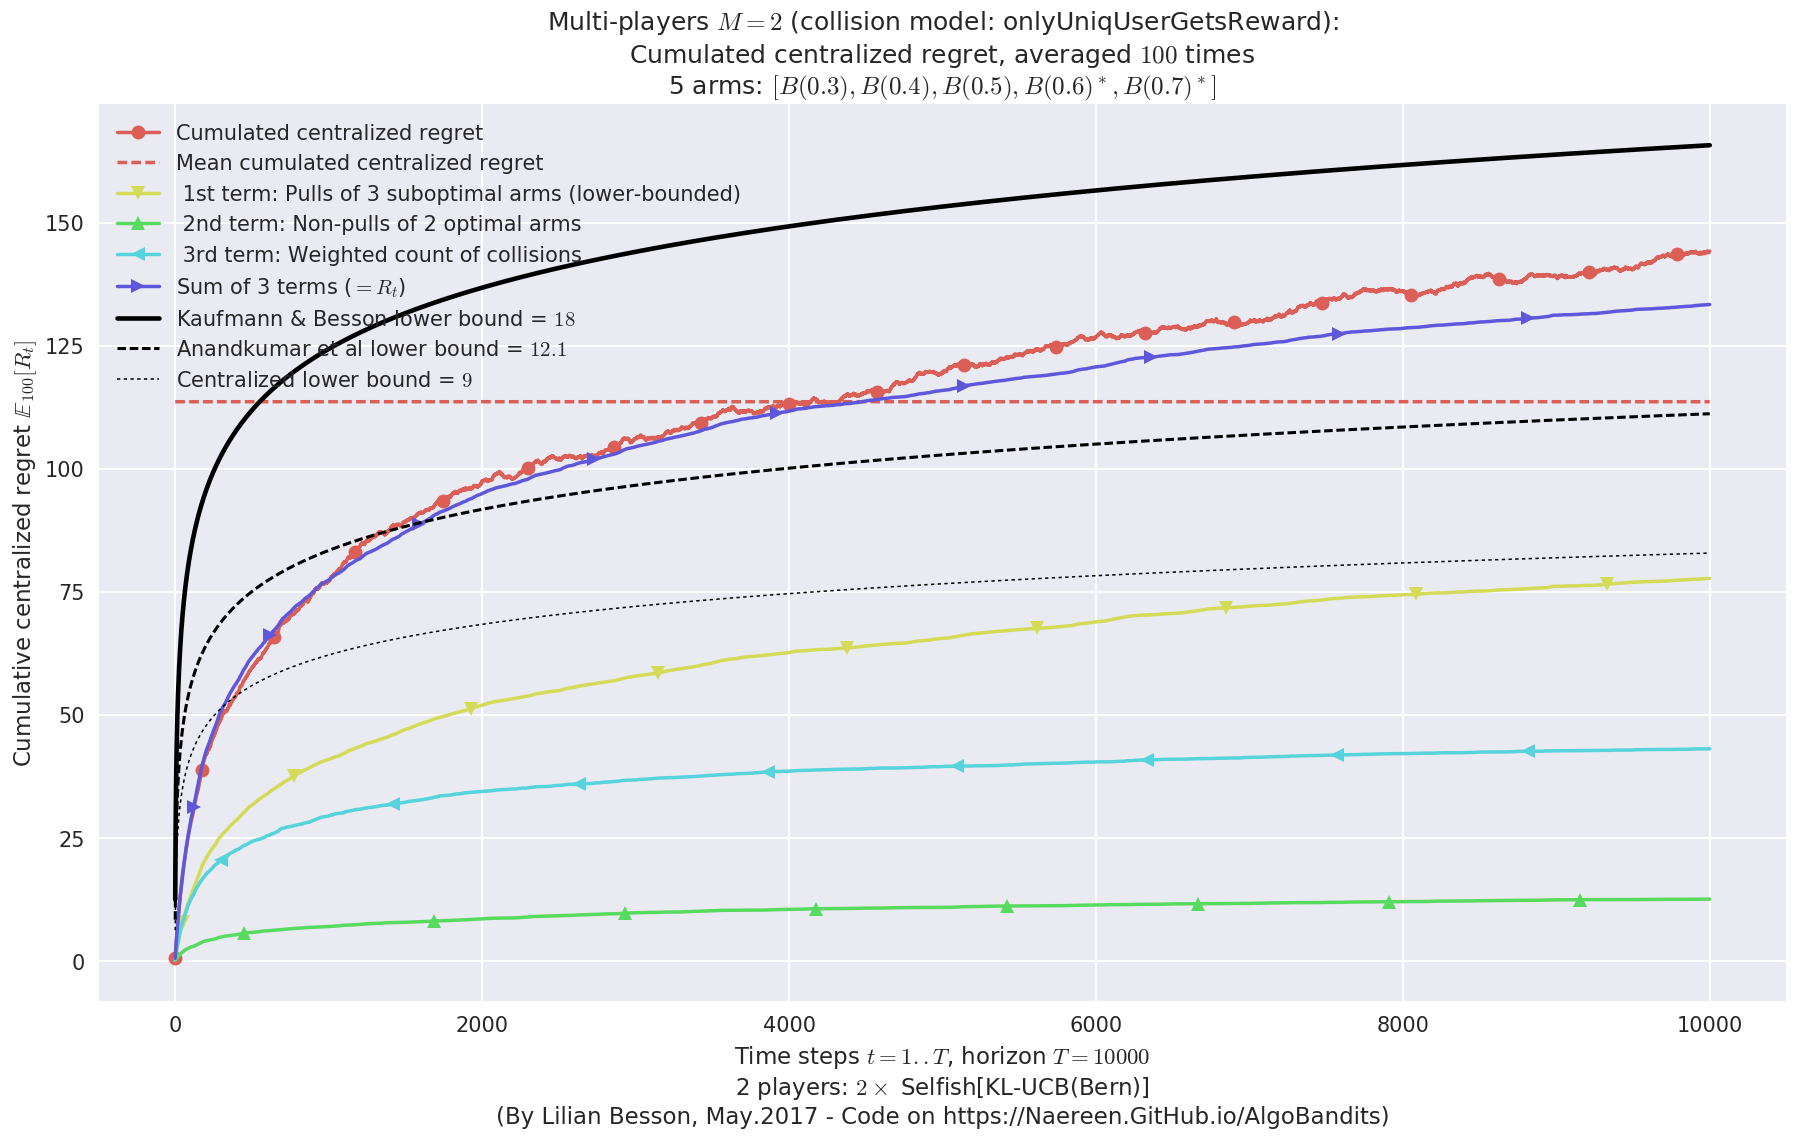 Multi-players M = 2 (collision model: onlyUniqUserGetsReward):
Cumulated centralized regret, averaged 100 times
5 arms: [B(0.3), B(0.4), B(0.5), B(0.6)*, B(0.7)*]
Cumulated centralized regret
Mean cumulated centralized regret
1st term: Pulls of 3 suboptimal arms (lower-bounded)
2nd term: Non-pulls of 2 optimal arms
3rd term: Weighted count of collisions
Sum of 3 terms (= R_t)
Kaufmann & Besson lower bound = 18
Anandkumar et al lower bound = 12.1
Centralized lower bound = 9
Cumulative centralized regret 𝔼_100[R_t]
150
125
100
75
50
25
0
0 2000 4000 6000 8000 10000
Time steps t = 1..T, horizon T = 10000
2 players: 2 × Selfish[KL-UCB(Bern)]
(By Lilian Besson, May.2017 - Code on https://Naereen.GitHub.io/AlgoBandits)